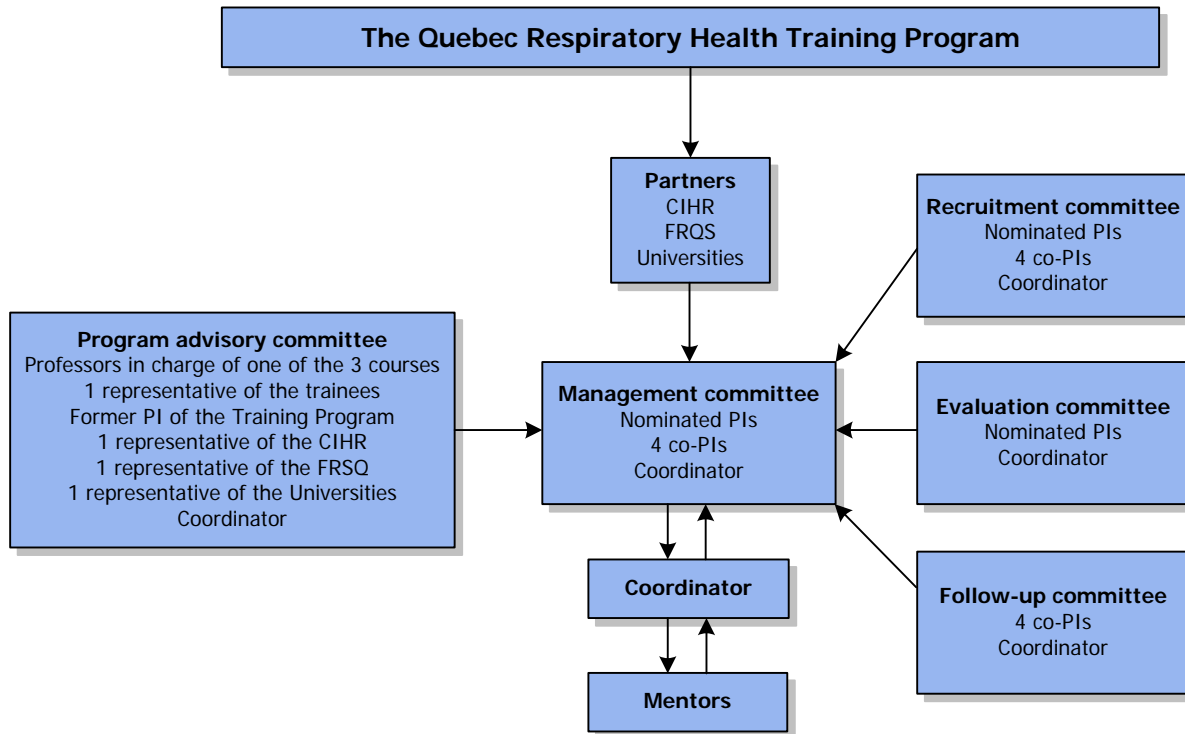 The Quebec Respiratory Health Training Program
Partners
CIHR
FRQS
Universities
Recruitment committee
Nominated PIs
4 co-PIs
Coordinator
Program advisory committee
Professors in charge of one of the 3 courses
1 representative of the trainees
Former PI of the Training Program
1 representative of the CIHR
1 representative of the FRSQ
1 representative of the Universities
Coordinator
Management committee
Nominated PIs
4 co-PIs
Coordinator
Evaluation committee
Nominated PIs
Coordinator
Coordinator
Follow-up committee
4 co-PIs
Coordinator
Mentors